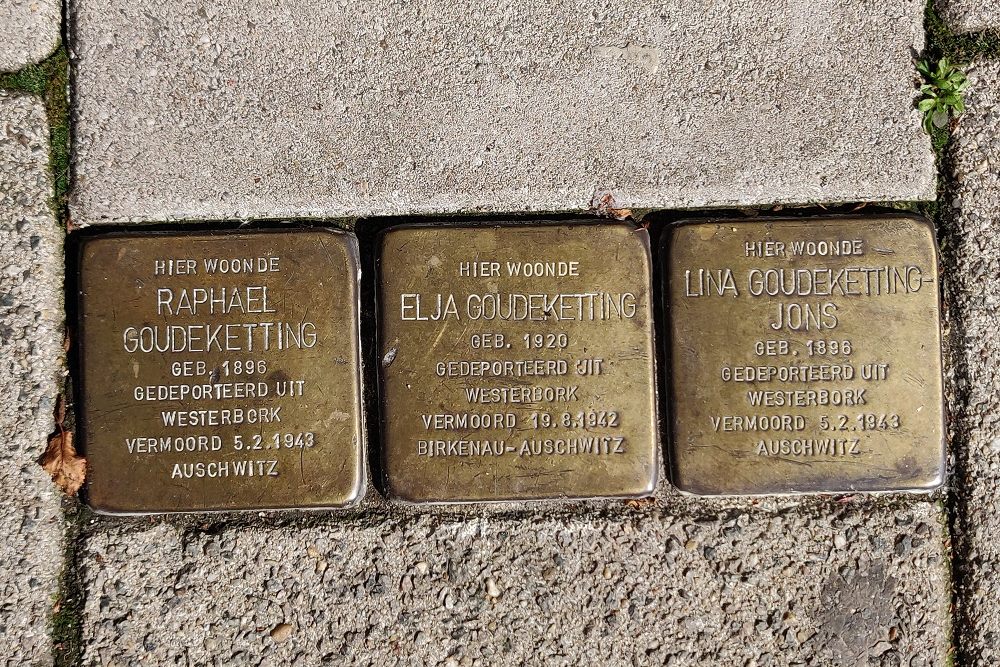 HIER WOONDE
RAPHAEL
GOUDEKETTING
GEB. 1896
GEDEPORTEERD UIT
WESTERBORK
VERMOORD 5.2.1943
AUSCHWITZ
HIER WOONDE
ELJA GOUDEKETTING
GEB. 1920
GEDEPORTEERD UIT
WESTERBORK
VERMOORD 19.8.1942
BIRKENAU-AUSCHWITZ
HIER WOONDE
LINA GOUDEKETTING-
JONS
GEB. 1896
GEDEPORTEERD UIT
WESTERBORK
VERMOORD 5.2.1943
AUSCHWITZ